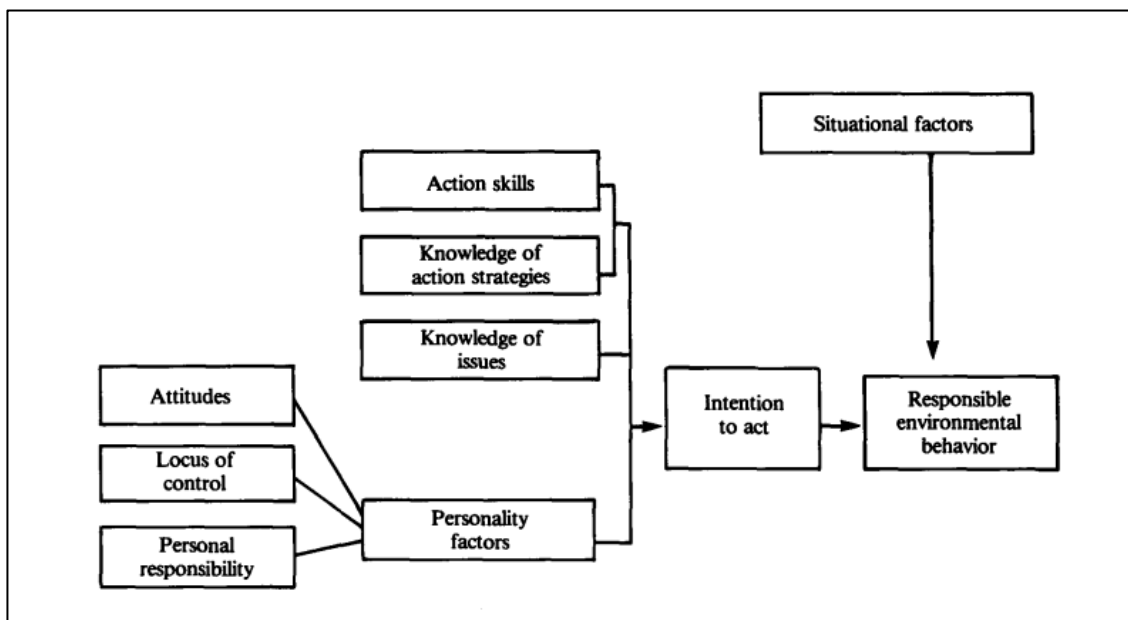 Situational factors
Action skills
Knowledge of
action strategies
Knowledge of
issues
Attitudes
Locus of
control
Personal
responsibility
Personality
factors
Intention
to act
Responsible
environmental
behavior